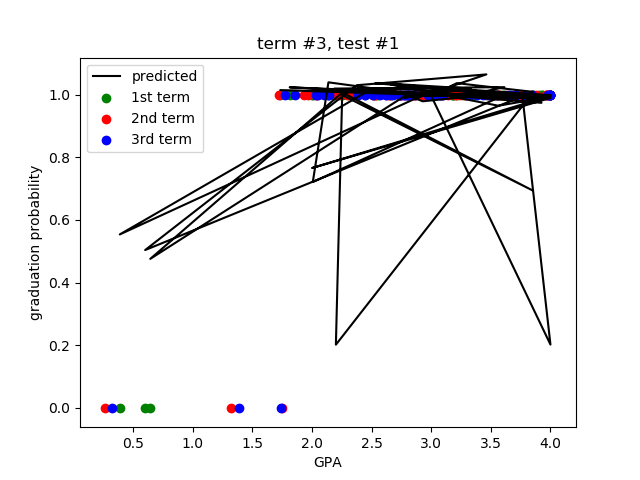 term #3, test #1
predicted
1st term
2nd term
3rd term
graduation probability
1.0
0.8
0.6
0.4
0.2
0.0
0.5 1.0 1.5 2.0 2.5 3.0 3.5 4.0
GPA